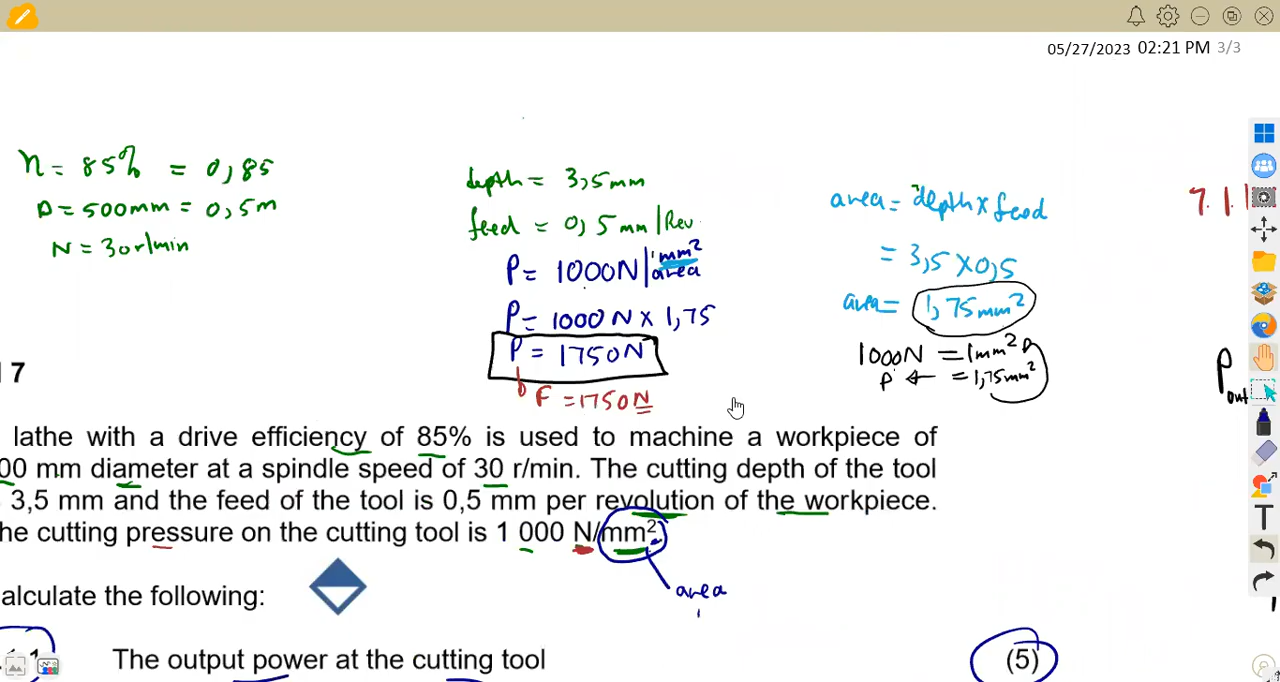 05/27/2023 02:21 PM 3/3
η = 85% = 0,85
D = 500mm = 0,5m
N = 30r/min
depth = 3,5mm
feed = 0,5mm/Rev
P = 1000N/mm²
area
P = 1000N x 1,75
P = 1750N
F = 1750N
area = depth x feed
= 3,5 x 0,5
area = 1,75mm²
1000N = 1mm²
P ← = 1,75mm²
7.1.1
Pout
17
lathe with a drive efficiency of 85% is used to machine a workpiece of
00 mm diameter at a spindle speed of 30 r/min. The cutting depth of the tool
3,5 mm and the feed of the tool is 0,5 mm per revolution of the workpiece.
he cutting pressure on the cutting tool is 1 000 N/mm².
area
alculate the following:
The output power at the cutting tool (5)
T